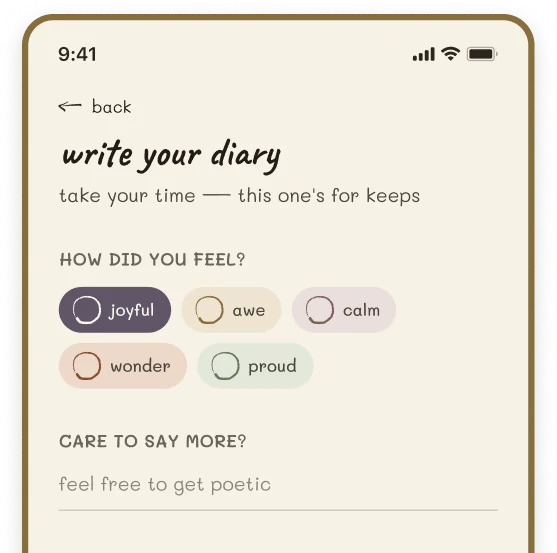 9:41
back
write your diary
take your time — this one's for keeps
HOW DID YOU FEEL?
joyful awe calm
wonder proud
CARE TO SAY MORE?
feel free to get poetic